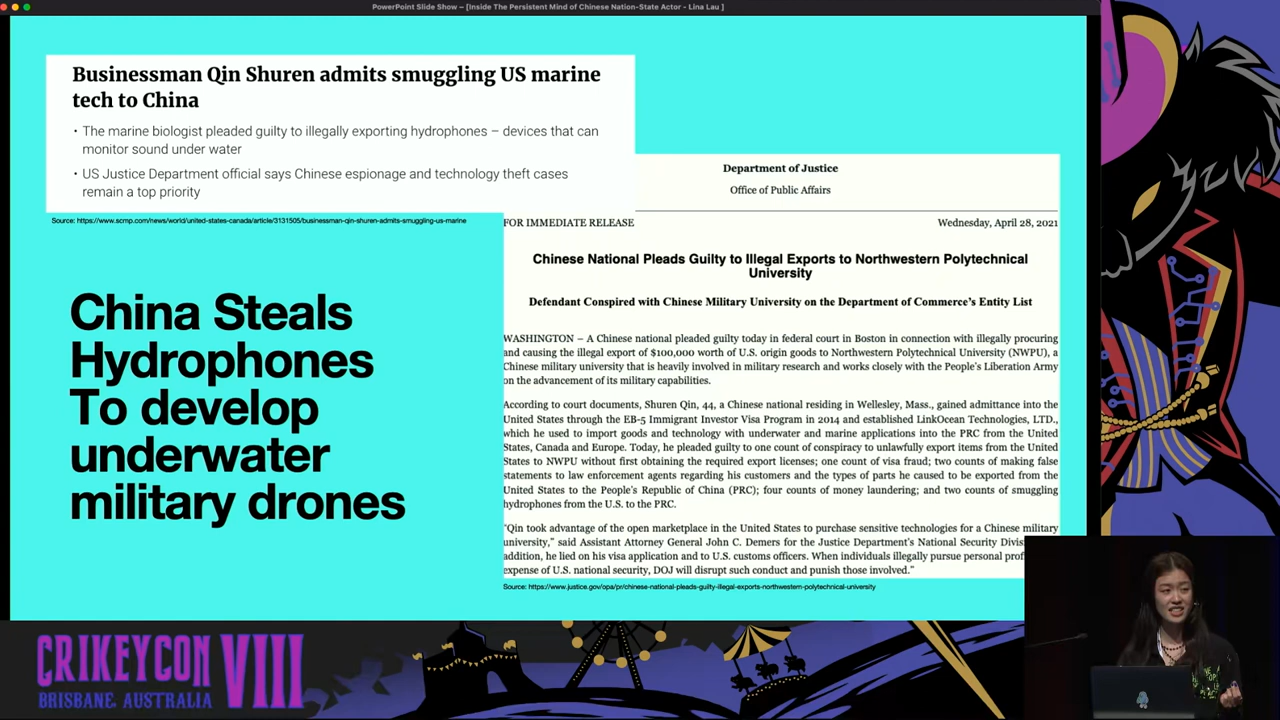 PowerPoint Slide Show – [Inside The Persistent Mind of Chinese Nation-State Actor - Lina Lau ]
Businessman Qin Shuren admits smuggling US marine
tech to China
• The marine biologist pleaded guilty to illegally exporting hydrophones – devices that can
monitor sound under water
• US Justice Department official says Chinese espionage and technology theft cases
remain a top priority
Source: https://www.scmp.com/news/world/united-states-canada/article/3131505/businessman-qin-shuren-admits-smuggling-us-marine
China Steals
Hydrophones
To develop
underwater
military drones
Department of Justice
Office of Public Affairs
FOR IMMEDIATE RELEASE
Wednesday, April 28, 2021
Chinese National Pleads Guilty to Illegal Exports to Northwestern Polytechnical
University
Defendant Conspired with Chinese Military University on the Department of Commerce's Entity List
WASHINGTON – A Chinese national pleaded guilty today in federal court in Boston in connection with illegally procuring
and causing the illegal export of $100,000 worth of U.S. origin goods to Northwestern Polytechnical University (NWPU), a
Chinese military university that is heavily involved in military research and works closely with the People's Liberation Army
on the advancement of its military capabilities.
According to court documents, Shuren Qin, 44, a Chinese national residing in Wellesley, Mass., gained admittance into the
United States through the EB-5 Immigrant Investor Visa Program in 2014 and established LinkOcean Technologies, LTD.,
which he used to import goods and technology with underwater and marine applications into the PRC from the United
States, Canada and Europe. Today, he pleaded guilty to one count of conspiracy to unlawfully export items from the United
States to NWPU without first obtaining the required export licenses; one count of visa fraud; two counts of making false
statements to law enforcement agents regarding his customers and the types of parts he caused to be exported from the
United States to the People's Republic of China (PRC); four counts of money laundering; and two counts of smuggling
hydrophones from the U.S. to the PRC.
"Qin took advantage of the open marketplace in the United States to purchase sensitive technologies for a Chinese military
university," said Assistant Attorney General John C. Demers for the Justice Department's National Security Divis
addition, he lied on his visa application and to U.S. customs officers. When individuals illegally pursue personal prof
expense of U.S. national security, DOJ will disrupt such conduct and punish those involved."
Source: https://www.justice.gov/opa/pr/chinese-national-pleads-guilty-illegal-exports-northwestern-polytechnical-university
CRIKEYCON VIII
BRISBANE, AUSTRALIA